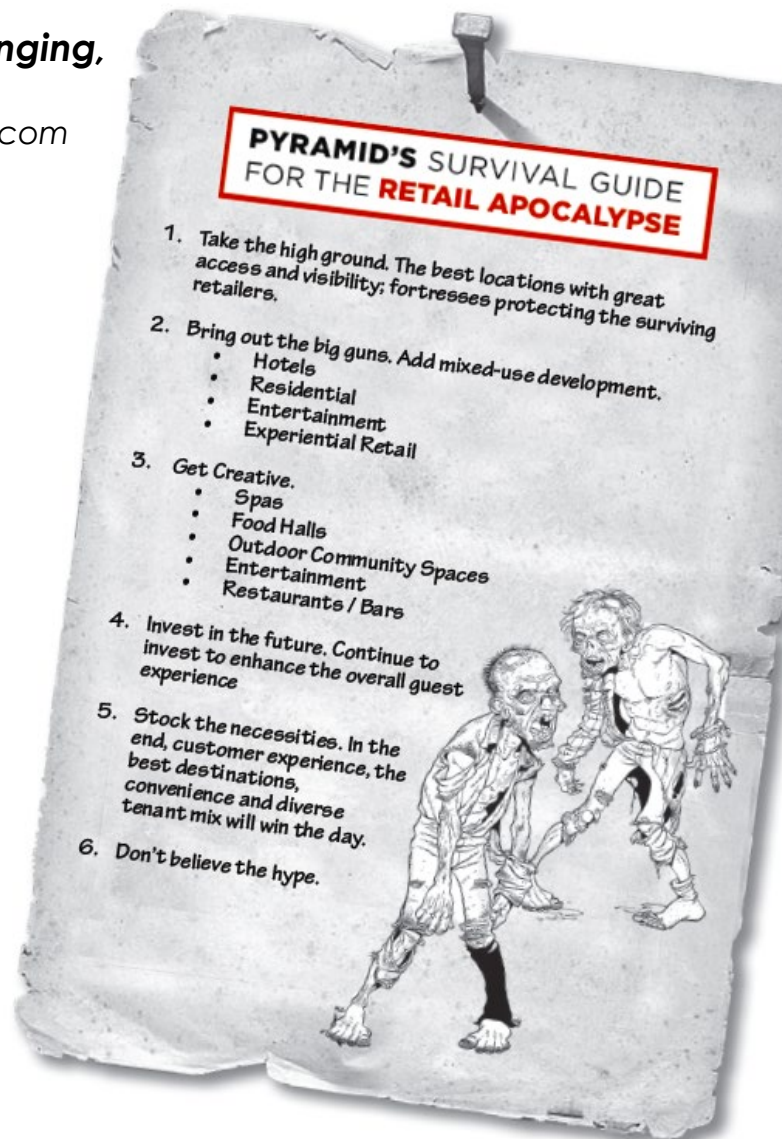 nging,
com
PYRAMID'S SURVIVAL GUIDE
FOR THE RETAIL APOCALYPSE
1. Take the high ground. The best locations with great
access and visibility; fortresses protecting the surviving
retailers.
2. Bring out the big guns. Add mixed-use development.
• Hotels
• Residential
• Entertainment
• Experiential Retail
3. Get Creative.
• Spas
• Food Halls
• Outdoor Community Spaces
• Entertainment
• Restaurants / Bars
4. Invest in the future. Continue to
invest to enhance the overall guest
experience
5. Stock the necessities. In the
end, customer experience, the
best destinations,
convenience and diverse
tenant mix will win the day.
6. Don't believe the hype.